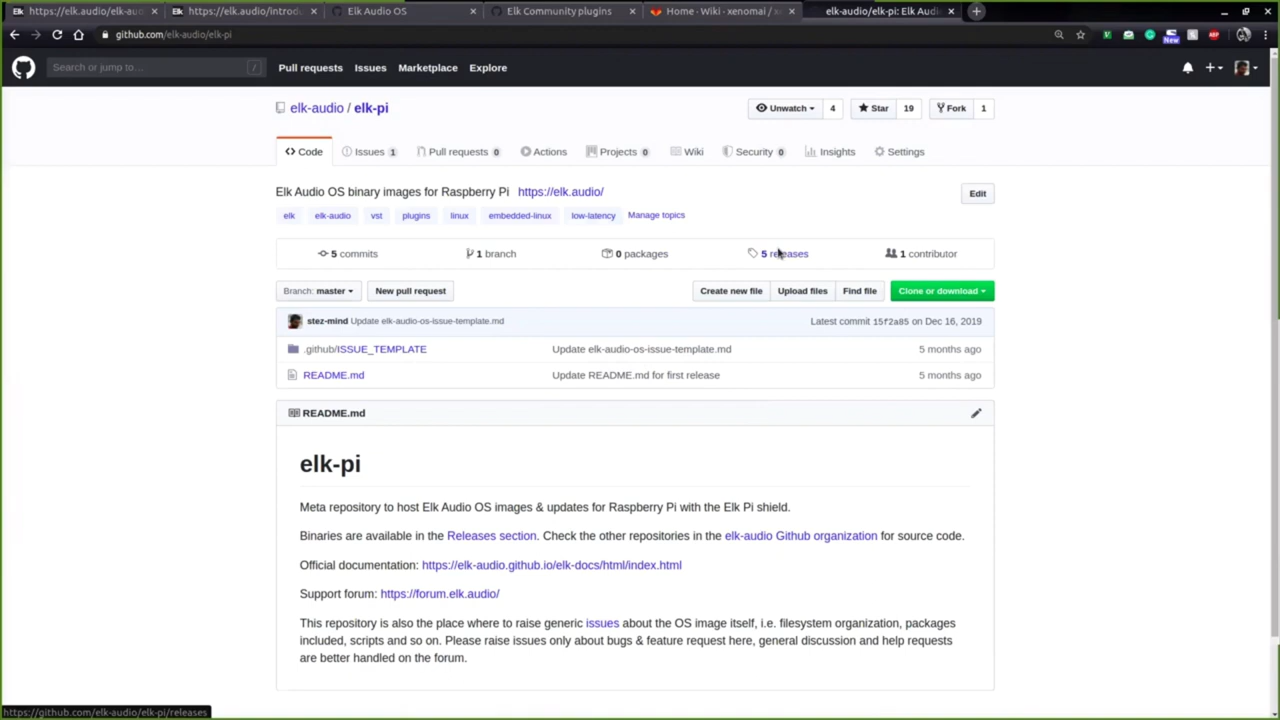 https://elk.audio/elk-aud
https://elk.audio/introdu
Elk Audio OS
Elk Community plugins
Home · Wiki · xenomai / x
elk-audio/elk-pi: Elk Audi
github.com/elk-audio/elk-pi
New
ABP
Search or jump to…
/
Pull requests
Issues
Marketplace
Explore
elk-audio / elk-pi
Unwatch 4
Star 19
Fork 1
Code
Issues 1
Pull requests 0
Actions
Projects 0
Wiki
Security 0
Insights
Settings
Elk Audio OS binary images for Raspberry Pi https://elk.audio/
Edit
elk elk-audio vst plugins linux embedded-linux low-latency Manage topics
5 commits
1 branch
0 packages
5 releases
1 contributor
Branch: master
New pull request
Create new file
Upload files
Find file
Clone or download
stez-mind Update elk-audio-os-issue-template.md
Latest commit 15f2a85 on Dec 16, 2019
.github/ISSUE_TEMPLATE
Update elk-audio-os-issue-template.md
5 months ago
README.md
Update README.md for first release
5 months ago
README.md
elk-pi
Meta repository to host Elk Audio OS images & updates for Raspberry Pi with the Elk Pi shield.
Binaries are available in the Releases section. Check the other repositories in the elk-audio Github organization for source code.
Official documentation: https://elk-audio.github.io/elk-docs/html/index.html
Support forum: https://forum.elk.audio/
This repository is also the place where to raise generic issues about the OS image itself, i.e. filesystem organization, packages
included, scripts and so on. Please raise issues only about bugs & feature request here, general discussion and help requests
are better handled on the forum.
https://github.com/elk-audio/elk-pi/releases